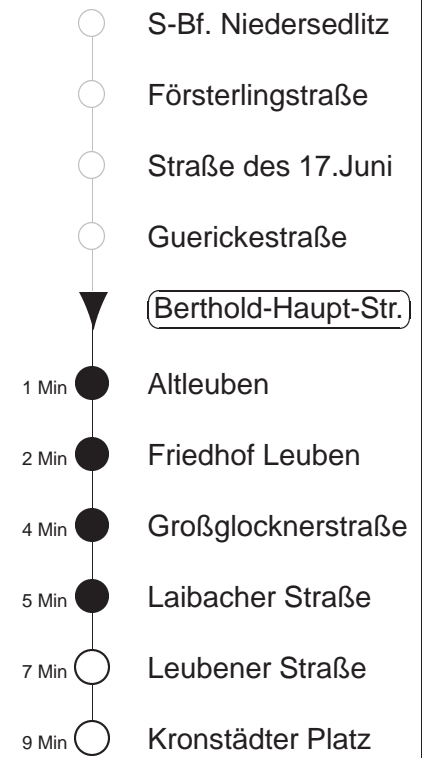 S-Bf. Niedersedlitz
Försterlingstraße
Straße des 17.Juni
Guerickestraße
Berthold-Haupt-Str.
1 Min Altleuben
2 Min Friedhof Leuben
4 Min Großglocknerstraße
5 Min Laibacher Straße
7 Min Leubener Straße
9 Min Kronstädter Platz